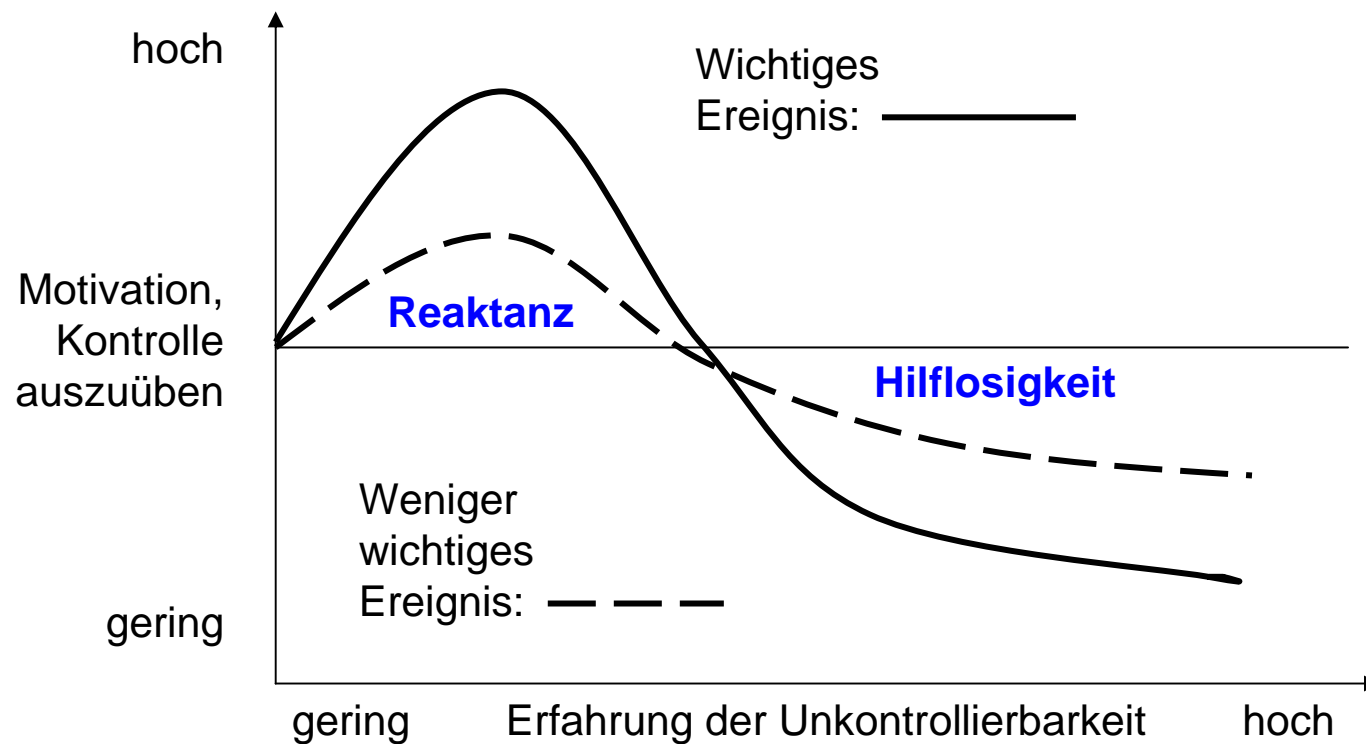 hoch
Wichtiges
Ereignis:
Motivation,
Kontrolle
auszuüben
Reaktanz
Hilflosigkeit
Weniger
wichtiges
Ereignis:
gering
gering Erfahrung der Unkontrollierbarkeit hoch